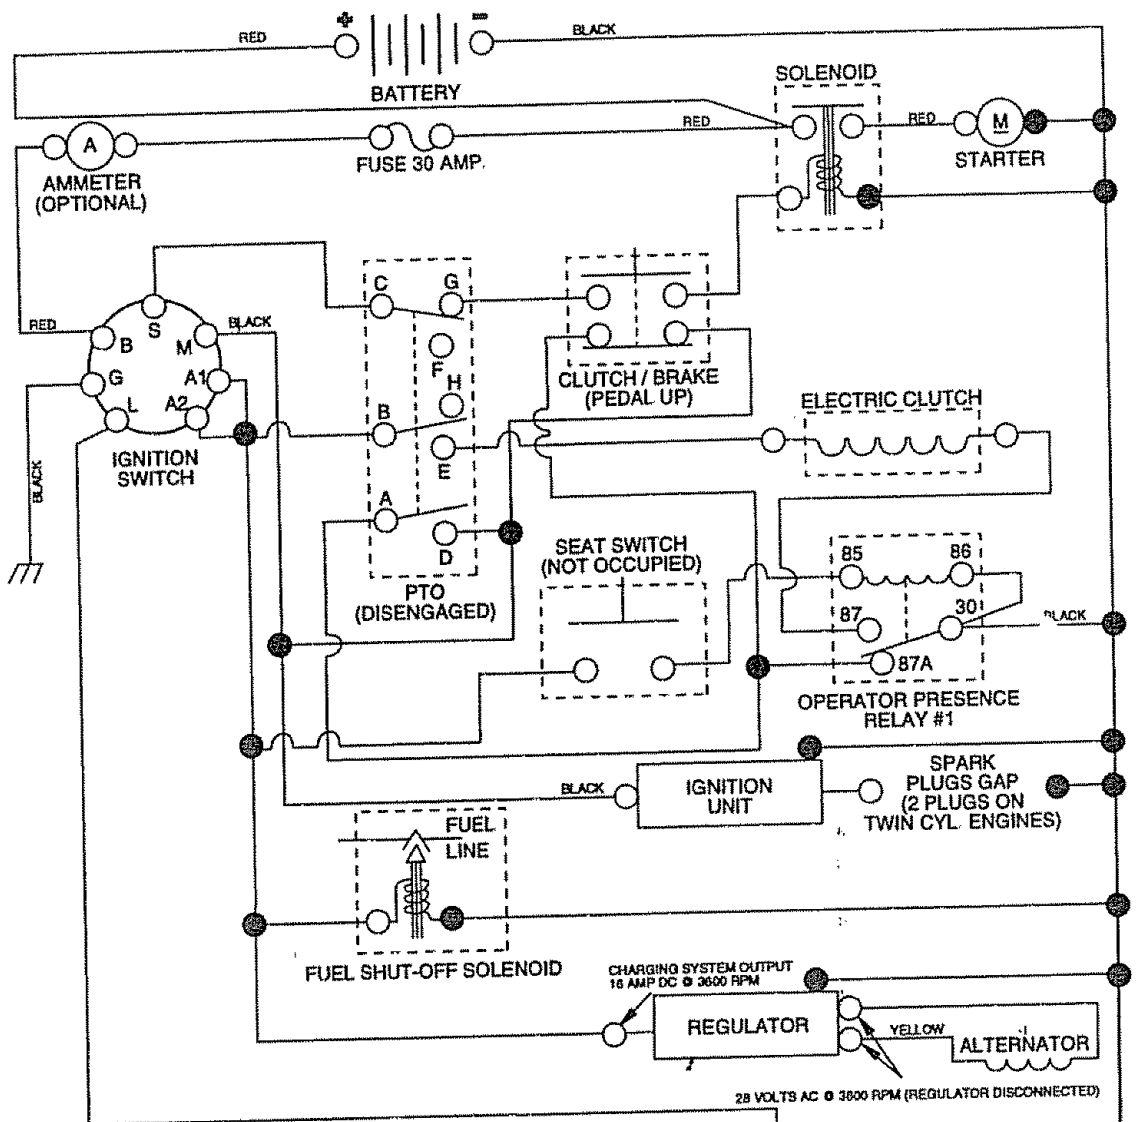 + -
RED
BLACK
BATTERY
SOLENOID
RED
RED
M
STARTER
A
FUSE 30 AMP.
AMMETER
(OPTIONAL)
RED
S
BLACK
B
M
G
A1
L
A2
IGNITION
SWITCH
BLACK
C
G
F
H
B
E
A
D
PTO
(DISENGAGED)
CLUTCH / BRAKE
(PEDAL UP)
ELECTRIC CLUTCH
SEAT SWITCH
(NOT OCCUPIED)
85
86
87
30
87A
BLACK
OPERATOR PRESENCE
RELAY #1
BLACK
IGNITION
UNIT
SPARK
PLUGS GAP
(2 PLUGS ON
TWIN CYL. ENGINES)
FUEL
LINE
FUEL SHUT-OFF SOLENOID
CHARGING SYSTEM OUTPUT
16 AMP DC @ 3600 RPM
REGULATOR
YELLOW
ALTERNATOR
28 VOLTS AC @ 3600 RPM (REGULATOR DISCONNECTED)